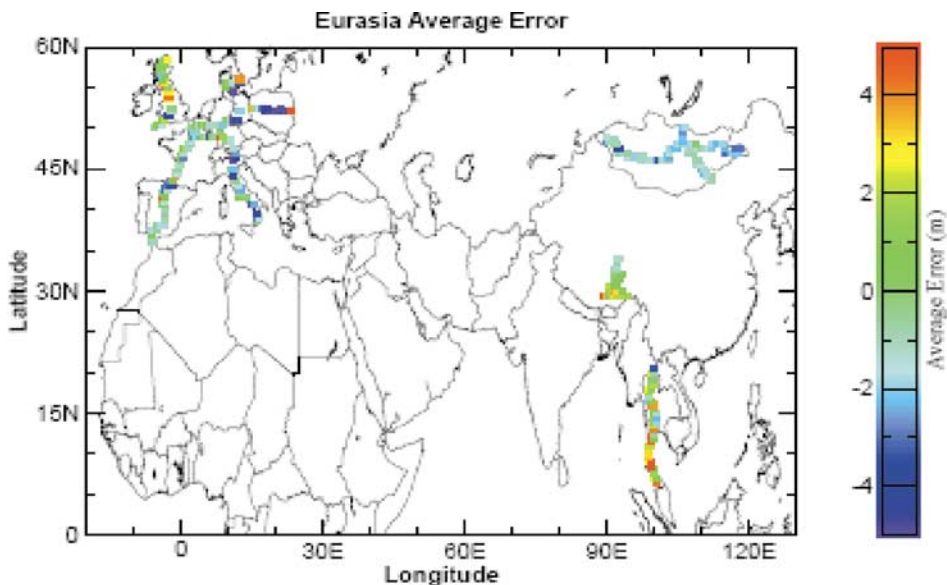 Eurasia Average Error
60N
45N
30N
15N
0
Latitude
0
30E
60E
90E
120E
Longitude
4
2
0
-2
-4
Average Error (m)